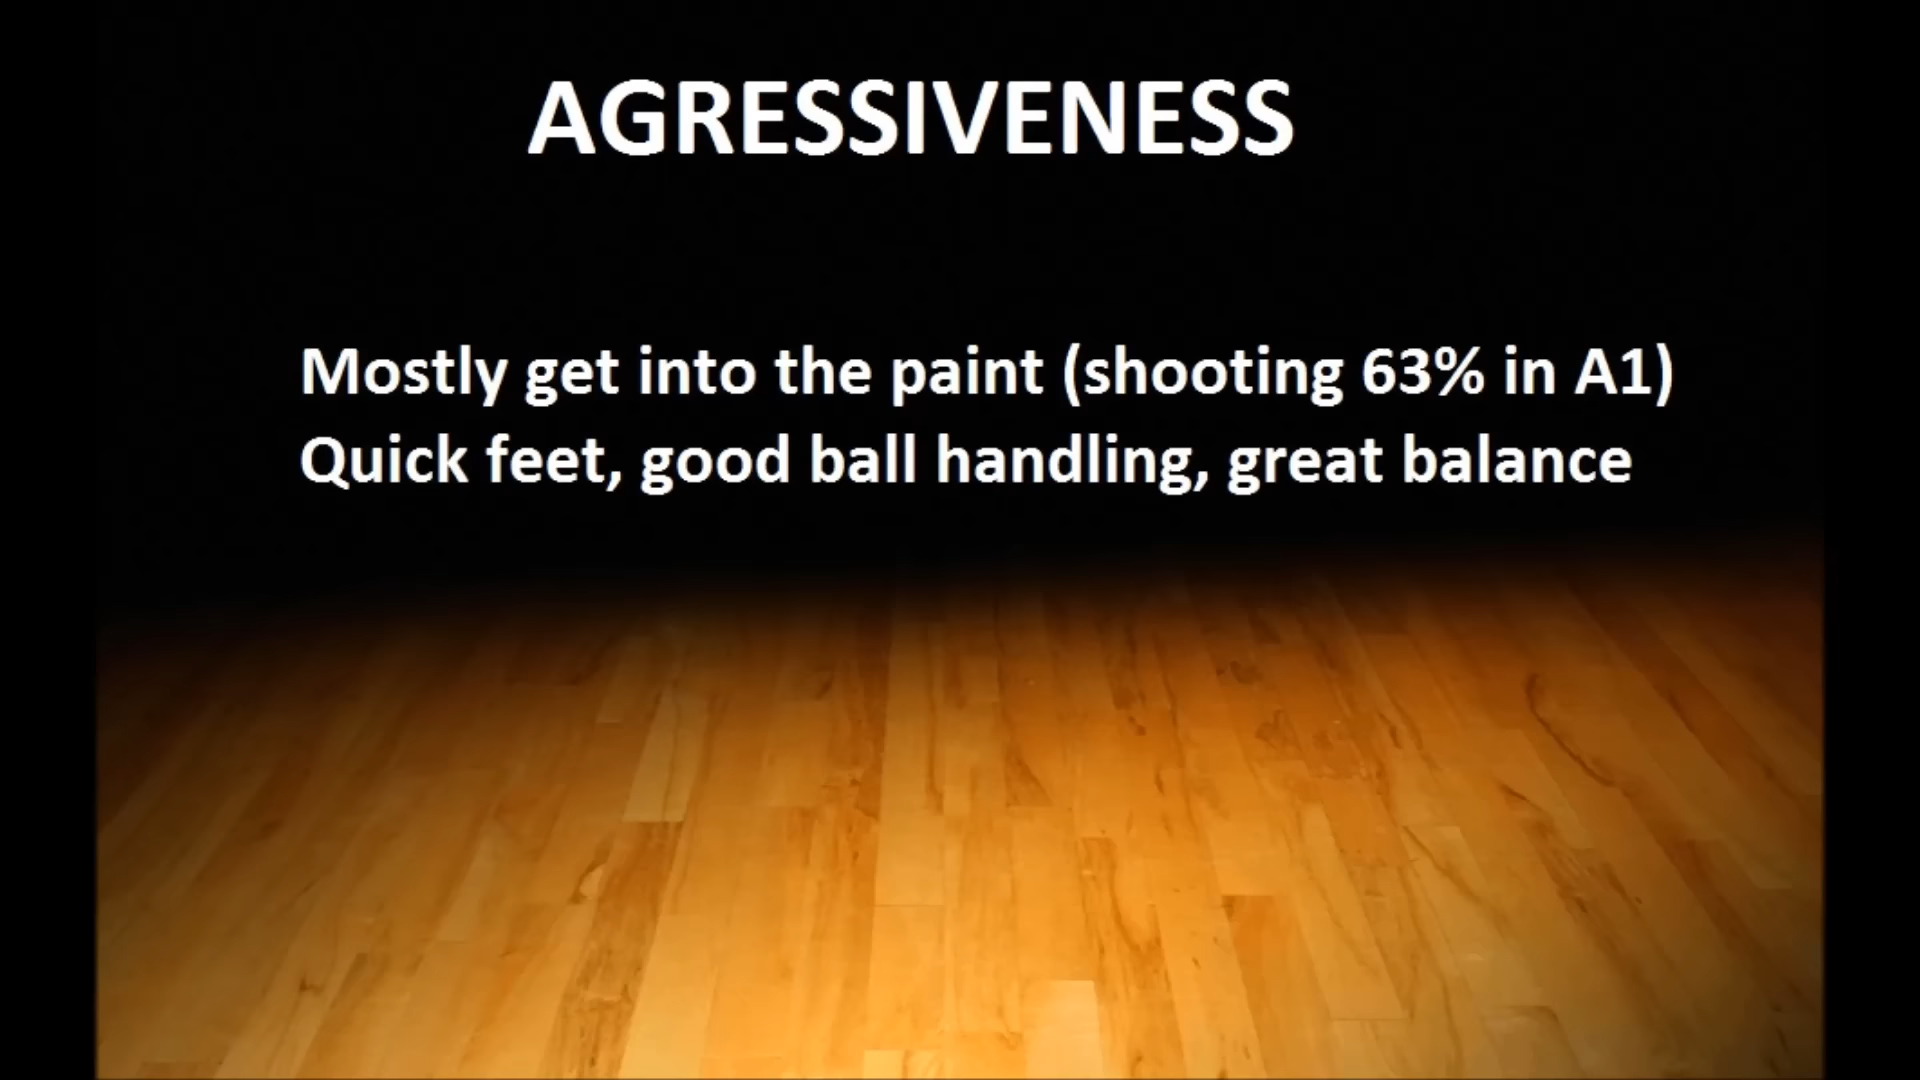 AGRESSIVENESS
Mostly get into the paint (shooting 63% in A1)
Quick feet, good ball handling, great balance